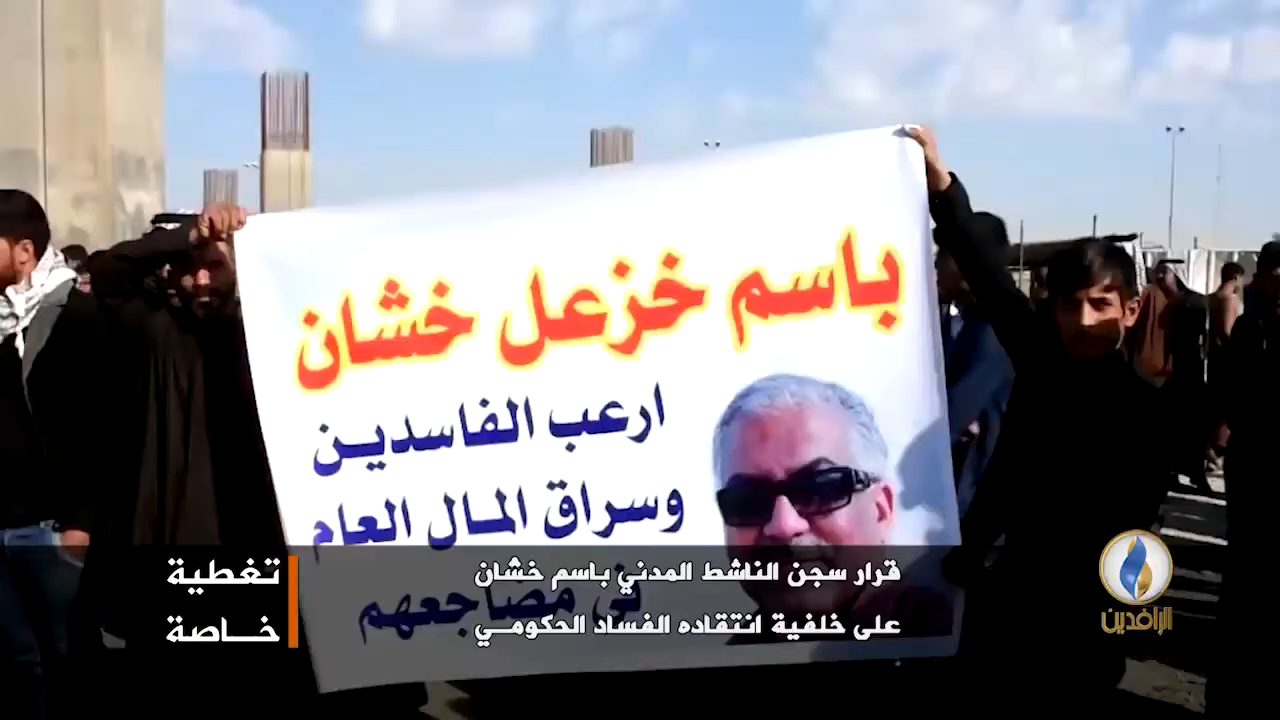 باسم خزعل خشان
ارعب الفاسدين
وسراق المال العام
في مصاجعهم
قرار سجن الناشط المدني باسم خشان
على خلفية انتقاده الفساد الحكومي
تغطية
خاصة
الرافدين